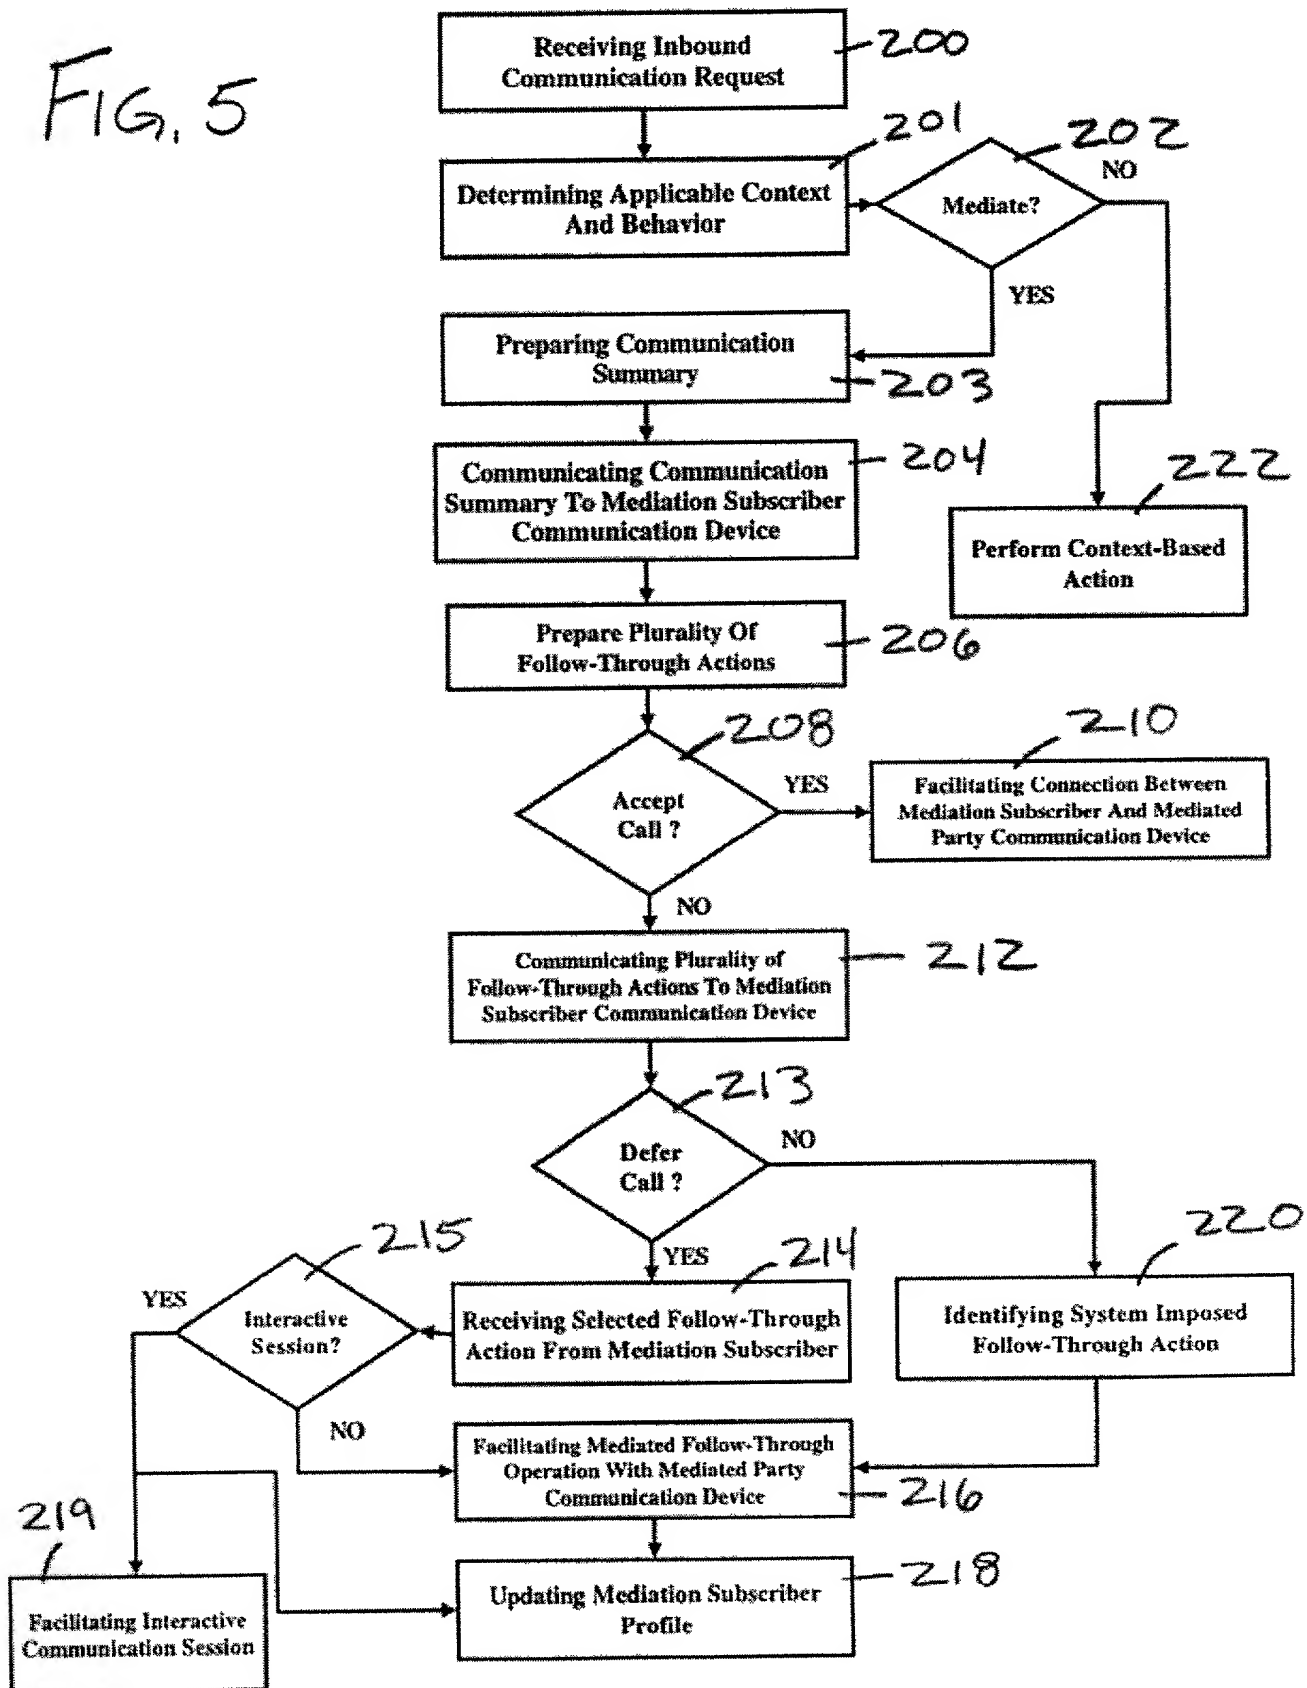 FIG. 5
Receiving Inbound
Communication Request
200
201
Determining Applicable Context
And Behavior
202
Mediate?
NO
YES
Preparing Communication
Summary
203
Communicating Communication
Summary To Mediation Subscriber
Communication Device
204
222
Perform Context-Based
Action
Prepare Plurality Of
Follow-Through Actions
206
208
Accept
Call ?
YES
210
Facilitating Connection Between
Mediation Subscriber And Mediated
Party Communication Device
NO
Communicating Plurality of
Follow-Through Actions To Mediation
Subscriber Communication Device
212
213
Defer
Call ?
NO
YES
220
Identifying System Imposed
Follow-Through Action
214
Receiving Selected Follow-Through
Action From Mediation Subscriber
215
Interactive
Session?
YES
NO
Facilitating Mediated Follow-Through
Operation With Mediated Party
Communication Device
216
219
Facilitating Interactive
Communication Session
Updating Mediation Subscriber
Profile
218